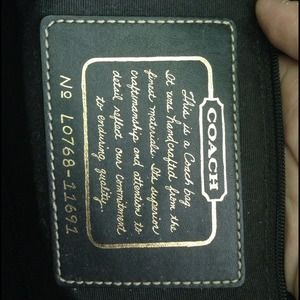 COACH
This is a Coach bag.
It was handcrafted from the
finest materials. Its superior
craftsmanship and attention to
detail reflect our commitment
to enduring quality.
No L0768-11691